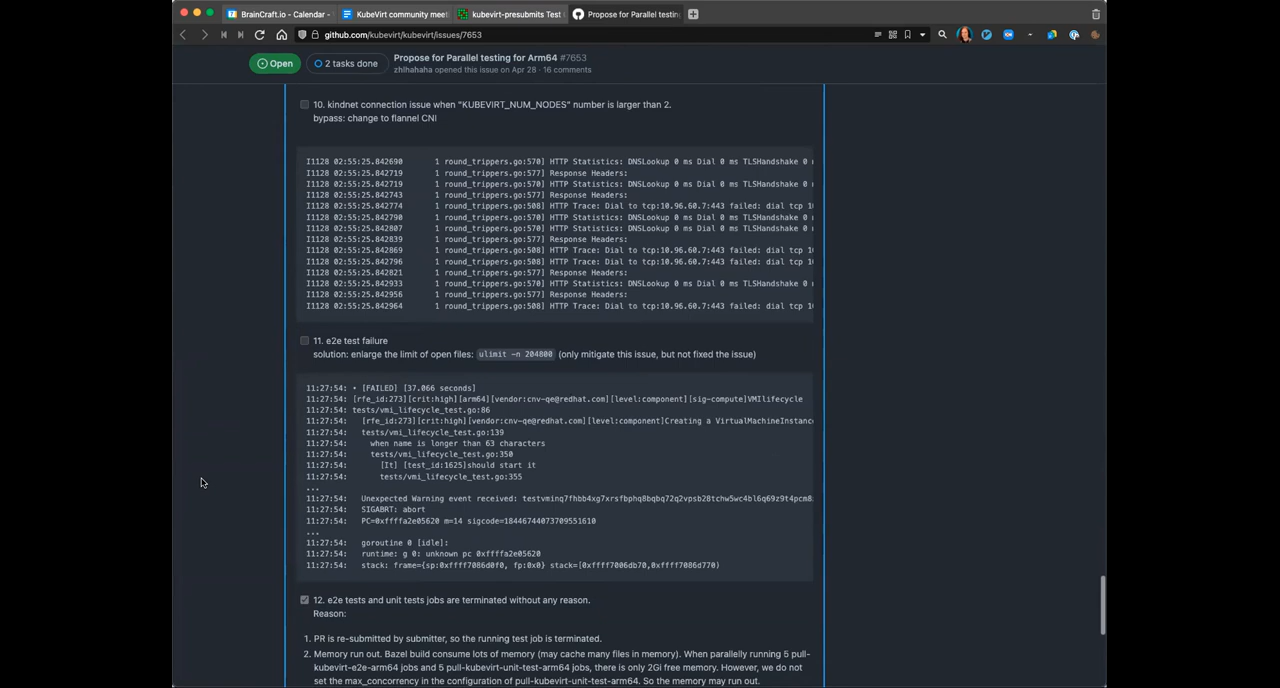 BrainCraft.io - Calendar -
KubeVirt community meet
kubevirt-presubmits Test
Propose for Parallel testing
github.com/kubevirt/kubevirt/issues/7653
Open
2 tasks done
Propose for Parallel testing for Arm64 #7653
zhlhahaha opened this issue on Apr 28 · 16 comments
10. kindnet connection issue when "KUBEVIRT_NUM_NODES" number is larger than 2.
bypass: change to flannel CNI
I1128 02:55:25.842690 1 round_trippers.go:570] HTTP Statistics: DNSLookup 0 ms Dial 0 ms TLSHandshake 0
I1128 02:55:25.842719 1 round_trippers.go:577] Response Headers:
I1128 02:55:25.842719 1 round_trippers.go:570] HTTP Statistics: DNSLookup 0 ms Dial 0 ms TLSHandshake 0
I1128 02:55:25.842743 1 round_trippers.go:577] Response Headers:
I1128 02:55:25.842774 1 round_trippers.go:508] HTTP Trace: Dial to tcp:10.96.60.7:443 failed: dial tcp
I1128 02:55:25.842790 1 round_trippers.go:570] HTTP Statistics: DNSLookup 0 ms Dial 0 ms TLSHandshake 0
I1128 02:55:25.842807 1 round_trippers.go:570] HTTP Statistics: DNSLookup 0 ms Dial 0 ms TLSHandshake 0
I1128 02:55:25.842839 1 round_trippers.go:577] Response Headers:
I1128 02:55:25.842869 1 round_trippers.go:508] HTTP Trace: Dial to tcp:10.96.60.7:443 failed: dial tcp
I1128 02:55:25.842796 1 round_trippers.go:508] HTTP Trace: Dial to tcp:10.96.60.7:443 failed: dial tcp
I1128 02:55:25.842821 1 round_trippers.go:577] Response Headers:
I1128 02:55:25.842933 1 round_trippers.go:570] HTTP Statistics: DNSLookup 0 ms Dial 0 ms TLSHandshake 0
I1128 02:55:25.842956 1 round_trippers.go:577] Response Headers:
I1128 02:55:25.842964 1 round_trippers.go:508] HTTP Trace: Dial to tcp:10.96.60.7:443 failed: dial tcp
11. e2e test failure
solution: enlarge the limit of open files: ulimit -n 204800 (only mitigate this issue, but not fixed the issue)
11:27:54: • [FAILED] [37.066 seconds]
11:27:54: [rfe_id:273][crit:high][arm64][vendor:cnv-qe@redhat.com][level:component][sig-compute]VMIlifecycle
11:27:54: tests/vmi_lifecycle_test.go:86
11:27:54: [rfe_id:273][crit:high][vendor:cnv-qe@redhat.com][level:component]Creating a VirtualMachineInstance
11:27:54: tests/vmi_lifecycle_test.go:139
11:27:54: when name is longer than 63 characters
11:27:54: tests/vmi_lifecycle_test.go:350
11:27:54: [It] [test_id:1625]should start it
11:27:54: tests/vmi_lifecycle_test.go:355
...
11:27:54: Unexpected Warning event received:
11:27:54: SIGABRT: abort
11:27:54: PC=0xffffa2e05620 m=14 sigcode=18446744073709551610
...
11:27:54: goroutine 0 [idle]:
11:27:54: runtime: g 0: unknown pc 0xffffa2e05620
11:27:54: stack: frame={sp:0xffff7086d0f0, fp:0x0} stack=[0xffff7006db70,0xffff7086d770)
12. e2e tests and unit tests jobs are terminated without any reason.
Reason:
1. PR is re-submitted by submitter, so the running test job is terminated.
2. Memory run out. Bazel build consume lots of memory (may cache many files in memory). When parallelly running 5 pull-
kubevirt-e2e-arm64 jobs and 5 pull-kubevirt-unit-test-arm64 jobs, there is only 2Gi free memory. However, we do not
set the max_concorrency in the configuration of pull-kubevirt-unit-test-arm64. So the memory may run out.